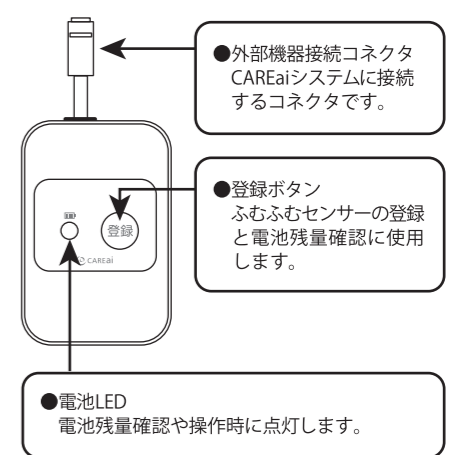 ●外部機器接続コネクタ
CAREaiシステムに接続
するコネクタです。
●登録ボタン
ふむふむセンサーの登録
と電池残量確認に使用
します。
登録
CAREai
●電池LED
電池残量確認や操作時に点灯します。